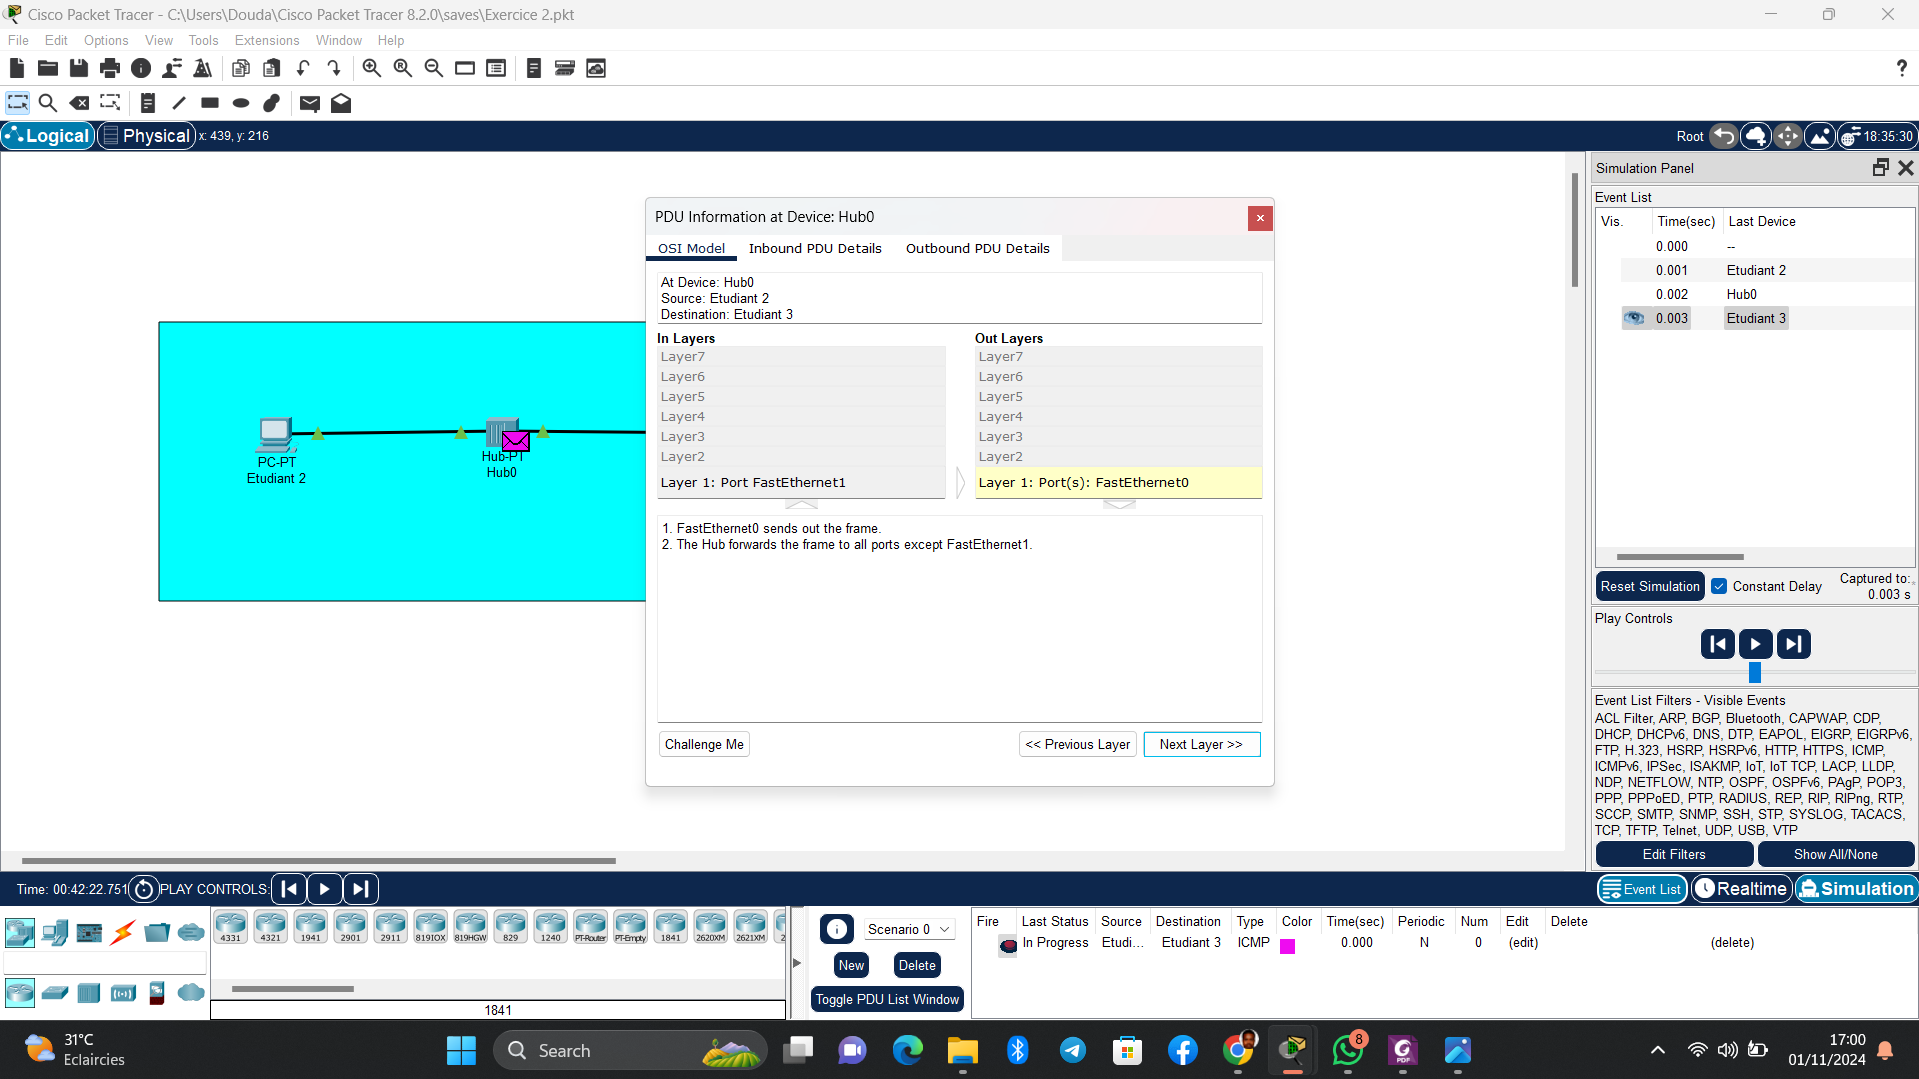 Cisco Packet Tracer - C:\Users\Douda\Cisco Packet Tracer 8.2.0\saves\Exercice 2.pkt
File Edit Options View Tools Extensions Window Help
Logical Physical x: 439, y: 216
Root 18:35:30
PC-PT
Etudiant 2
Hub-PT
Hub0
PDU Information at Device: Hub0
OSI Model Inbound PDU Details Outbound PDU Details
At Device: Hub0
Source: Etudiant 2
Destination: Etudiant 3
In Layers Out Layers
Layer7 Layer7
Layer6 Layer6
Layer5 Layer5
Layer4 Layer4
Layer3 Layer3
Layer2 Layer2
Layer 1: Port FastEthernet1 Layer 1: Port(s): FastEthernet0
1. FastEthernet0 sends out the frame.
2. The Hub forwards the frame to all ports except FastEthernet1.
Challenge Me << Previous Layer Next Layer >>
Simulation Panel
Event List
Vis. Time(sec) Last Device
0.000 --
0.001 Etudiant 2
0.002 Hub0
0.003 Etudiant 3
Reset Simulation Constant Delay Captured to:
0.003 s
Play Controls
Event List Filters - Visible Events
ACL Filter, ARP, BGP, Bluetooth, CAPWAP, CDP,
DHCP, DHCPv6, DNS, DTP, EAPOL, EIGRP, EIGRPv6,
FTP, H.323, HSRP, HSRPv6, HTTP, HTTPS, ICMP,
ICMPv6, IPSec, ISAKMP, IoT, IoT TCP, LACP, LLDP,
NDP, NETFLOW, NTP, OSPF, OSPFv6, PAgP, POP3,
PPP, PPPoED, PTP, RADIUS, REP, RIP, RIPng, RTP,
SCCP, SMTP, SNMP, SSH, STP, SYSLOG, TACACS,
TCP, TFTP, Telnet, UDP, USB, VTP
Edit Filters Show All/None
Time: 00:42:22.751 PLAY CONTROLS:
Event List Realtime Simulation
4331 4321 1941 2901 2911 819IOX 819HGW 829 1240 PT-Router PT-Empty 1841 2620XM 2621XM 2
1841
Scenario 0
New Delete
Toggle PDU List Window
Fire Last Status Source Destination Type Color Time(sec) Periodic Num Edit Delete
In Progress Etudi... Etudiant 3 ICMP 0.000 N 0 (edit) (delete)
31°C
Eclaircies
Search
8
PDF
17:00
01/11/2024